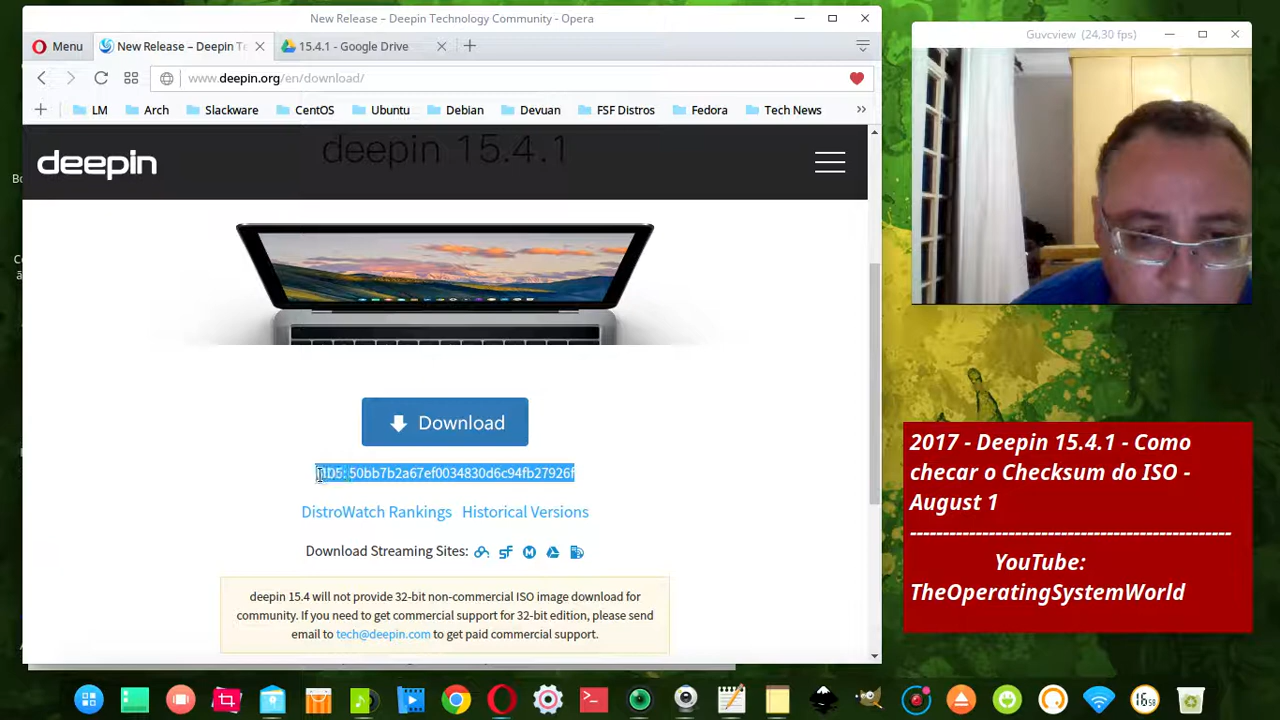 New Release – Deepin Technology Community - Opera
Menu
New Release – Deepin Te
15.4.1 - Google Drive
www.deepin.org/en/download/
LM
Arch
Slackware
CentOS
Ubuntu
Debian
Devuan
FSF Distros
Fedora
Tech News
deepin
deepin 15.4.1
Download
MD5: 50bb7b2a67ef0034830d6c94fb27926f
DistroWatch Rankings
Historical Versions
Download Streaming Sites:
deepin 15.4 will not provide 32-bit non-commercial ISO image download for
community. If you need to get commercial support for 32-bit edition, please send
email to tech@deepin.com to get paid commercial support.
Guvcview (24,30 fps)
2017 - Deepin 15.4.1 - Como
checar o Checksum do ISO -
August 1
YouTube:
TheOperatingSystemWorld